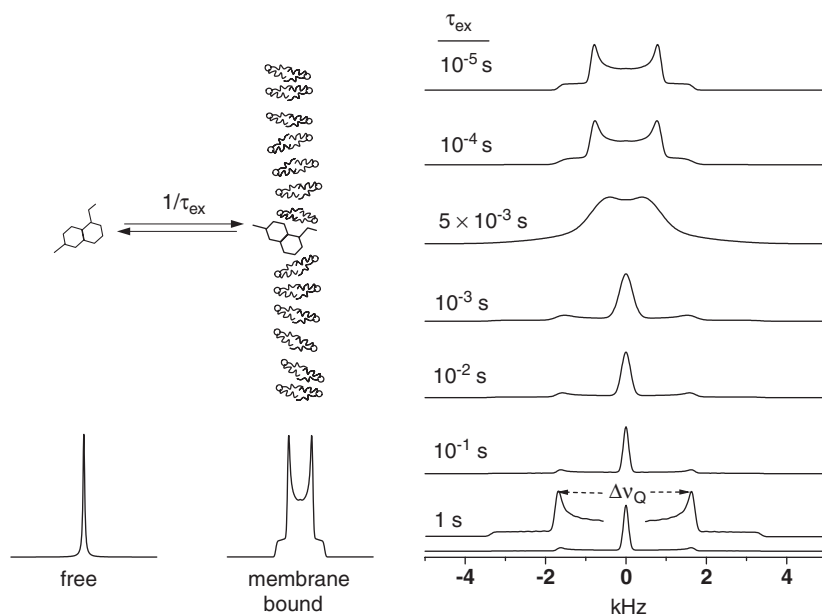 1/τex
free
membrane
bound
τex
10⁻⁵ s
10⁻⁴ s
5 × 10⁻³ s
10⁻³ s
10⁻² s
10⁻¹ s
1 s
ΔνQ
-4 -2 0 2 4
kHz